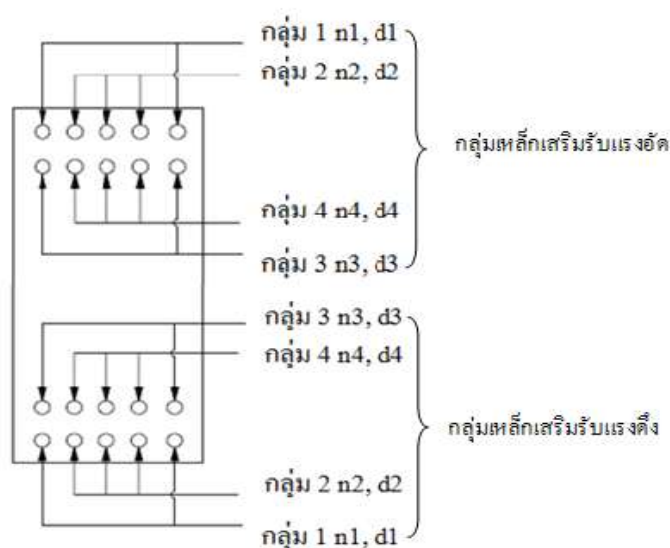 กลุ่ม 1 n1, d1
กลุ่ม 2 n2, d2
กลุ่มเหล็กเสริมรับแรงอัด
กลุ่ม 4 n4, d4
กลุ่ม 3 n3, d3
กลุ่ม 3 n3, d3
กลุ่ม 4 n4, d4
กลุ่มเหล็กเสริมรับแรงดึง
กลุ่ม 2 n2, d2
กลุ่ม 1 n1, d1